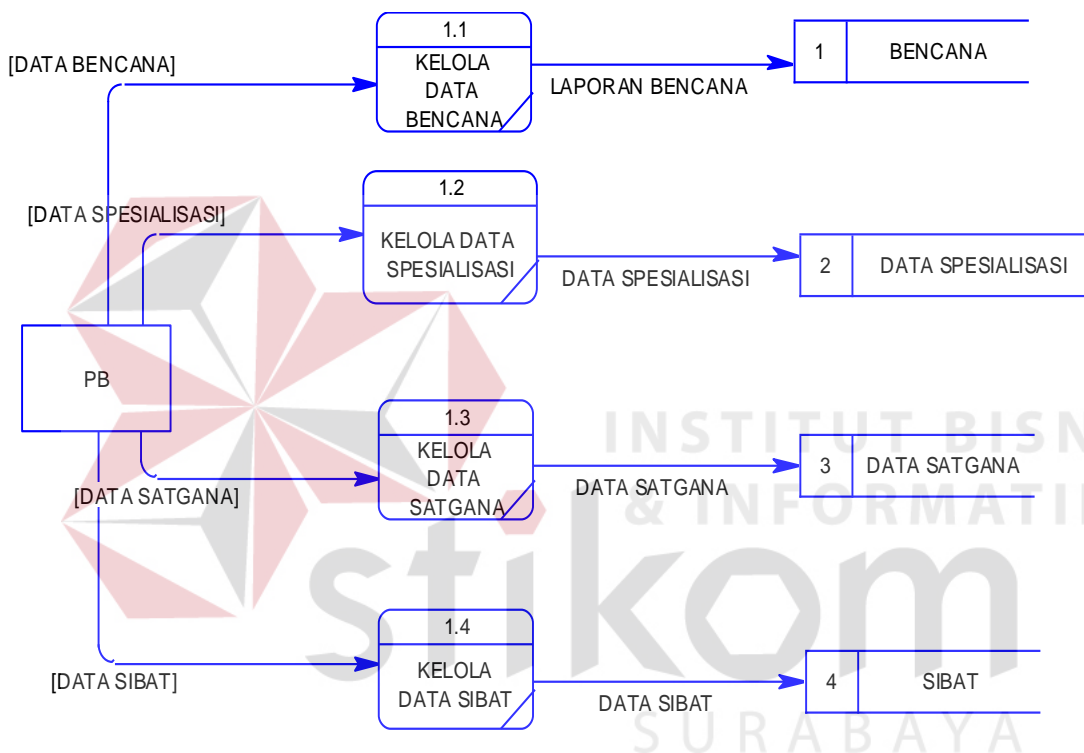 1.1
[DATA BENCANA]
KELOLA
DATA
BENCANA
LAPORAN BENCANA
1
BENCANA
1.2
[DATA SPESIALISASI]
KELOLA DATA
SPESIALISASI
DATA SPESIALISASI
2
DATA SPESIALISASI
PB
1.3
KELOLA
DATA
SATGANA
[DATA SATGANA]
DATA SATGANA
3
DATA SATGANA
INSTITUT BISN
& INFORMATI
stikom
SURABAYA
1.4
KELOLA
DATA SIBAT
[DATA SIBAT]
DATA SIBAT
4
SIBAT